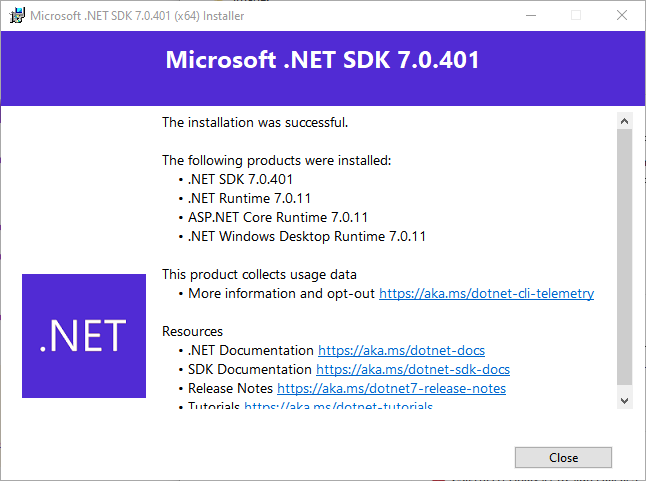 Microsoft .NET SDK 7.0.401 (x64) Installer
Microsoft .NET SDK 7.0.401
The installation was successful.
The following products were installed:
• .NET SDK 7.0.401
• .NET Runtime 7.0.11
• ASP.NET Core Runtime 7.0.11
• .NET Windows Desktop Runtime 7.0.11
This product collects usage data
• More information and opt-out https://aka.ms/dotnet-cli-telemetry
.NET
Resources
• .NET Documentation https://aka.ms/dotnet-docs
• SDK Documentation https://aka.ms/dotnet-sdk-docs
• Release Notes https://aka.ms/dotnet7-release-notes
• Tutorials https://aka.ms/dotnet-tutorials
Close